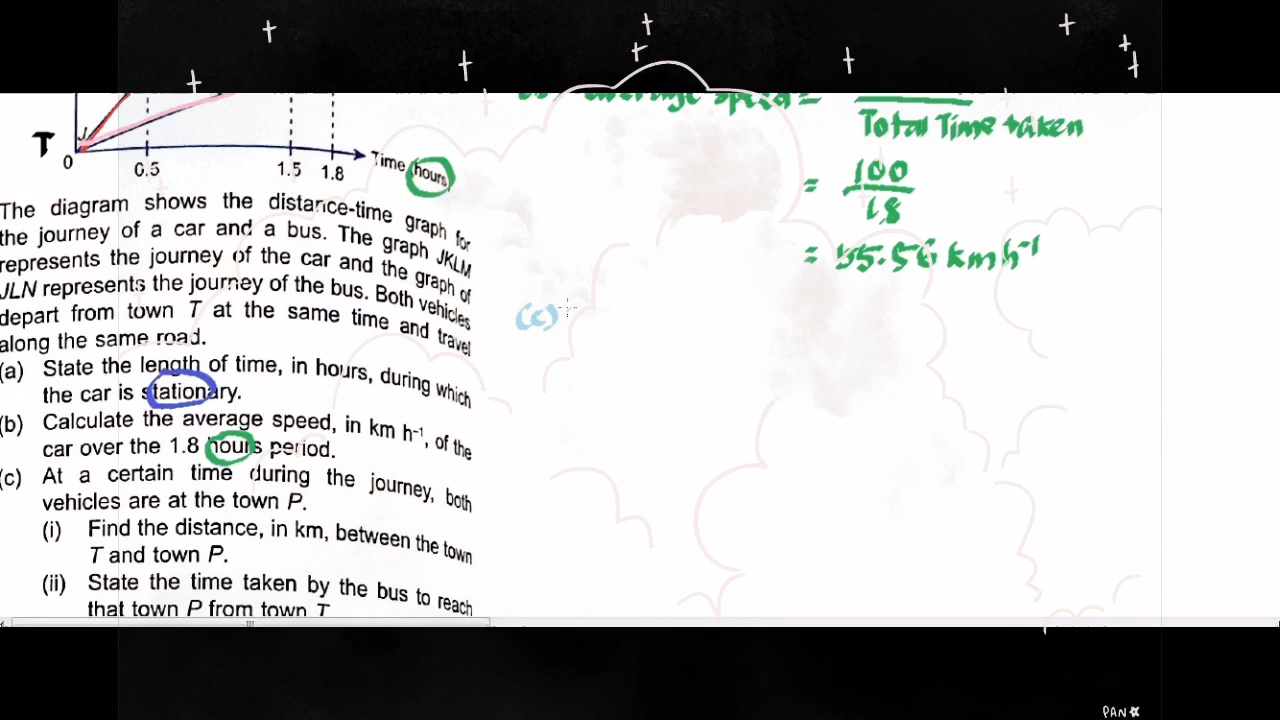 average speed =
Total Time taken
T
J
0 0.5 1.5 1.8 Time (hours)
= 100
1.8
= 55.56 km h⁻¹
The diagram shows the distance-time graph for
the journey of a car and a bus. The graph JKLM
represents the journey of the car and the graph of
JLN represents the journey of the bus. Both vehicles
depart from town T at the same time and travel
along the same road.
(a) State the length of time, in hours, during which
the car is stationary.
(b) Calculate the average speed, in km h⁻¹, of the
car over the 1.8 hours period.
(c) At a certain time during the journey, both
vehicles are at the town P.
(i) Find the distance, in km, between the town
T and town P.
(ii) State the time taken by the bus to reach
that town P from town T
(c)
PAN